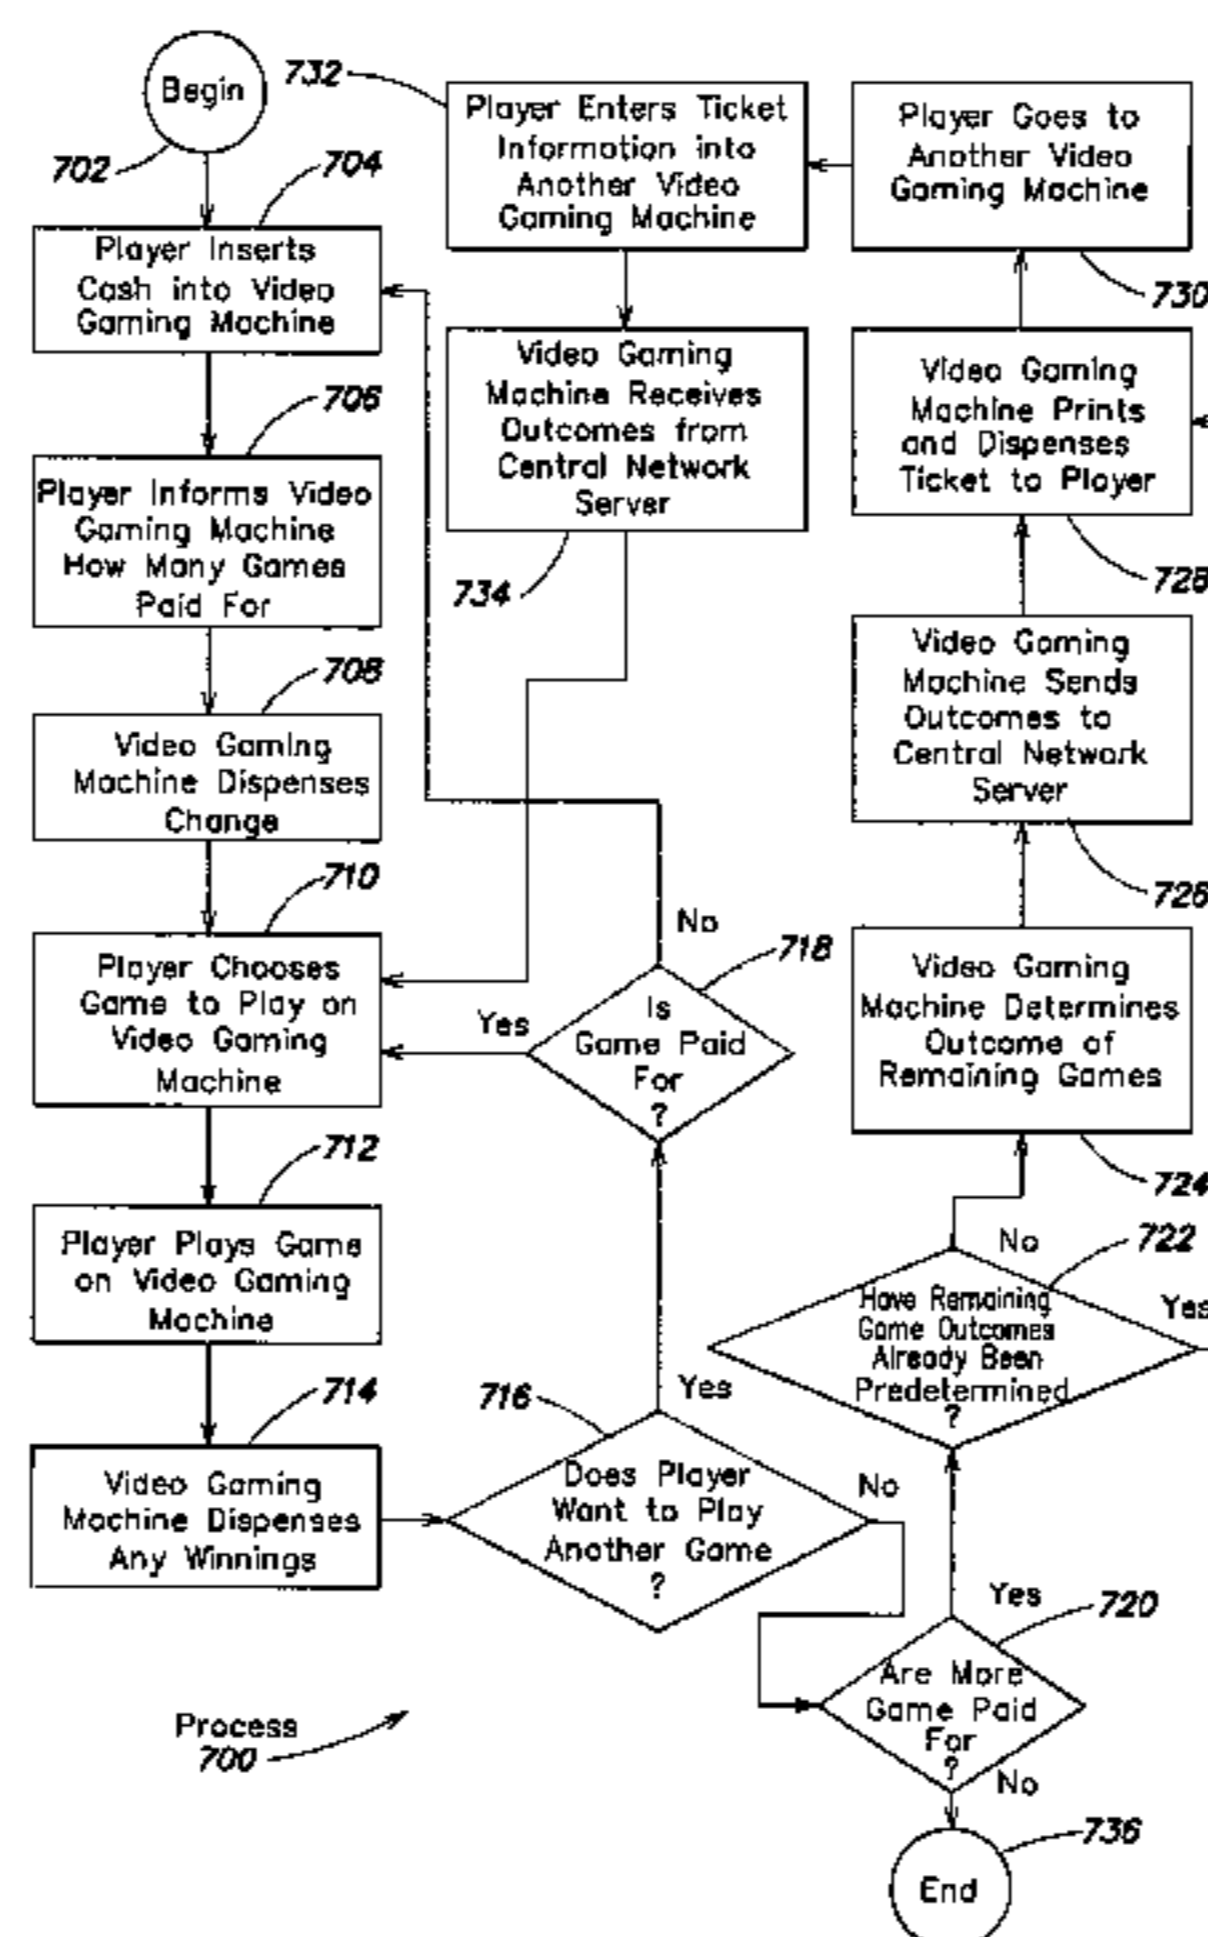 Begin
702
704
Player Inserts
Cash into Video
Gaming Machine
706
Player Informs Video
Gaming Machine
How Many Games
Paid For
708
Video Gaming
Machine Dispenses
Change
710
Player Chooses
Game to Play on
Video Gaming
Machine
712
Player Plays Game
on Video Gaming
Machine
714
Video Gaming
Machine Dispenses
Any Winnings
Process
700
732
Player Enters Ticket
Information into
Another Video
Gaming Machine
Video Gaming
Machine Receives
Outcomes from
Central Network
Server
734
No
718
Is
Game Paid
For
?
Yes
Yes
716
Does Player
Want to Play
Another Game
?
No
Player Goes to
Another Video
Gaming Machine
730
Video Gaming
Machine Prints
and Dispenses
Ticket to Player
728
Video Gaming
Machine Sends
Outcomes to
Central Network
Server
726
Video Gaming
Machine Determines
Outcome of
Remaining Games
724
No
722
Have Remaining
Game Outcomes
Already Been
Predetermined
?
Yes
Yes
720
Are More
Game Paid
For
?
No
736
End